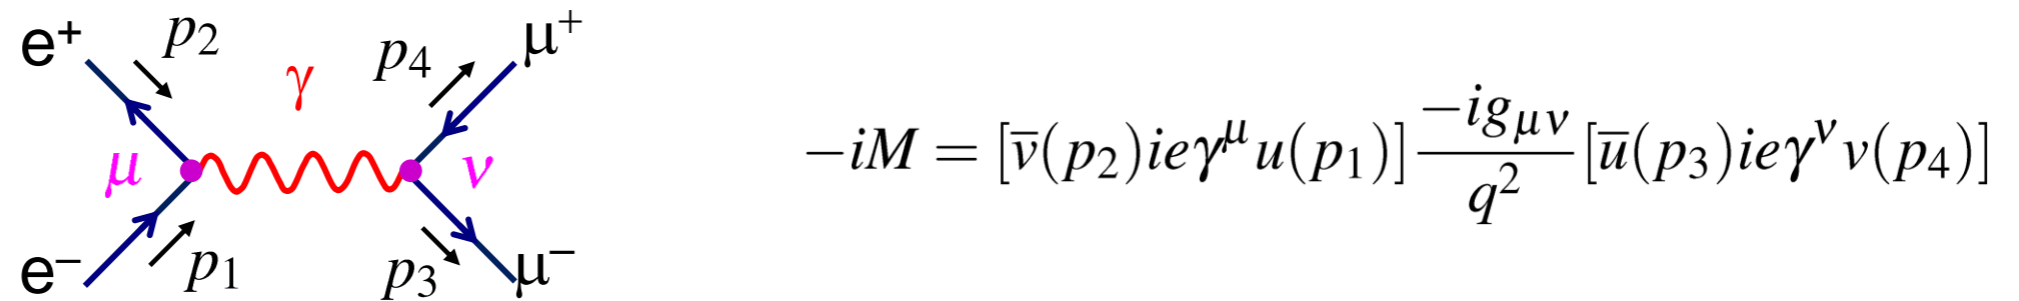 e⁺ p₂ γ p₄ μ⁺
μ ν
e⁻ p₁ p₃ μ⁻
−iM = [v̅(p₂)ieγ^μ u(p₁)] −ig_μν / q² [u̅(p₃)ieγ^ν v(p₄)]